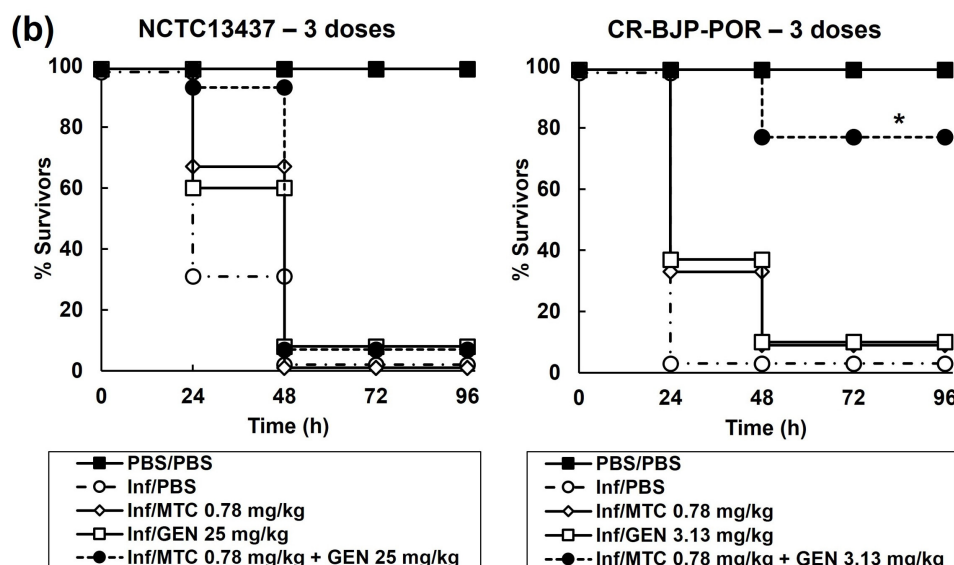 (b)
NCTC13437 – 3 doses
CR-BJP-POR – 3 doses
100
80
60
40
20
0
% Survivors
0 24 48 72 96
Time (h)
100
80
60
40
20
0
% Survivors
*
0 24 48 72 96
Time (h)
PBS/PBS
Inf/PBS
Inf/MTC 0.78 mg/kg
Inf/GEN 25 mg/kg
Inf/MTC 0.78 mg/kg + GEN 25 mg/kg
PBS/PBS
Inf/PBS
Inf/MTC 0.78 mg/kg
Inf/GEN 3.13 mg/kg
Inf/MTC 0.78 mg/kg + GEN 3.13 mg/kg